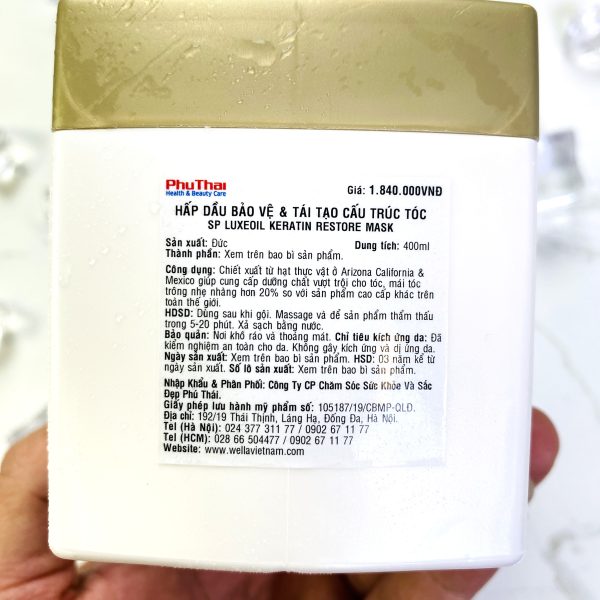 PhuThai
Health & Beauty Care
Giá: 1.840.000VNĐ
HẤP DẦU BẢO VỆ & TÁI TẠO CẤU TRÚC TÓC
SP LUXEOIL KERATIN RESTORE MASK
Sản xuất: Đức Dung tích: 400ml
Thành phần: Xem trên bao bì sản phẩm.
Công dụng: Chiết xuất từ hạt thực vật ở Arizona California &
Mexico giúp cung cấp dưỡng chất vượt trội cho tóc, mái tóc
trông nhẹ nhàng hơn 20% so với sản phẩm cao cấp khác trên
toàn thế giới.
HDSD: Dùng sau khi gội. Massage và để sản phẩm thẩm thấu
trong 5-20 phút. Xả sạch bằng nước.
Bảo quản: Nơi khô ráo và thoáng mát. Chỉ tiêu kích ứng da: Đã
kiểm nghiệm an toàn cho da. Không gây kích ứng và dị ứng da.
Ngày sản xuất: Xem trên bao bì sản phẩm. HSD: 03 năm kể từ
ngày sản xuất. Số lô sản xuất: Xem trên bao bì sản phẩm.
Nhập Khẩu & Phân Phối: Công Ty CP Chăm Sóc Sức Khỏe Và Sắc
Đẹp Phú Thái.
Giấy phép lưu hành mỹ phẩm số: 105187/19/CBMP-QLĐ.
Địa chỉ: 192/19 Thái Thịnh, Láng Hạ, Đống Đa, Hà Nội.
Tel (Hà Nội): 024 377 311 77 / 0902 67 11 77
Tel (HCM): 028 66 504477 / 0902 67 11 77
Website: www.wellavietnam.com